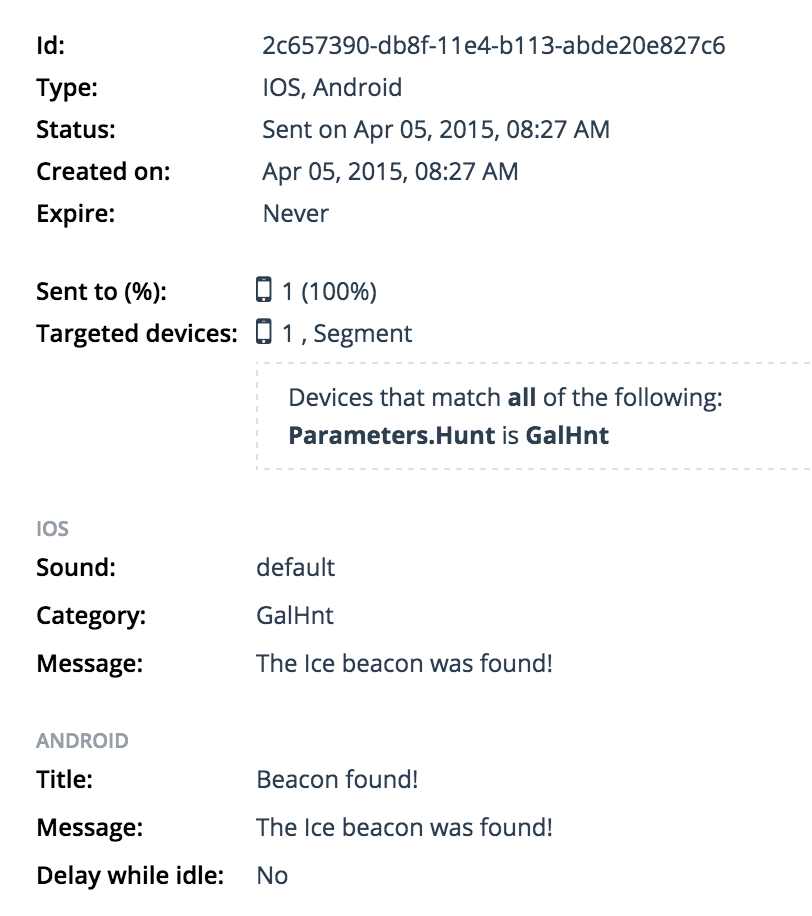 Id: 2c657390-db8f-11e4-b113-abde20e827c6
Type: IOS, Android
Status: Sent on Apr 05, 2015, 08:27 AM
Created on: Apr 05, 2015, 08:27 AM
Expire: Never
Sent to (%): 1 (100%)
Targeted devices: 1 , Segment
Devices that match all of the following:
Parameters.Hunt is GalHnt
IOS
Sound: default
Category: GalHnt
Message: The Ice beacon was found!
ANDROID
Title: Beacon found!
Message: The Ice beacon was found!
Delay while idle: No